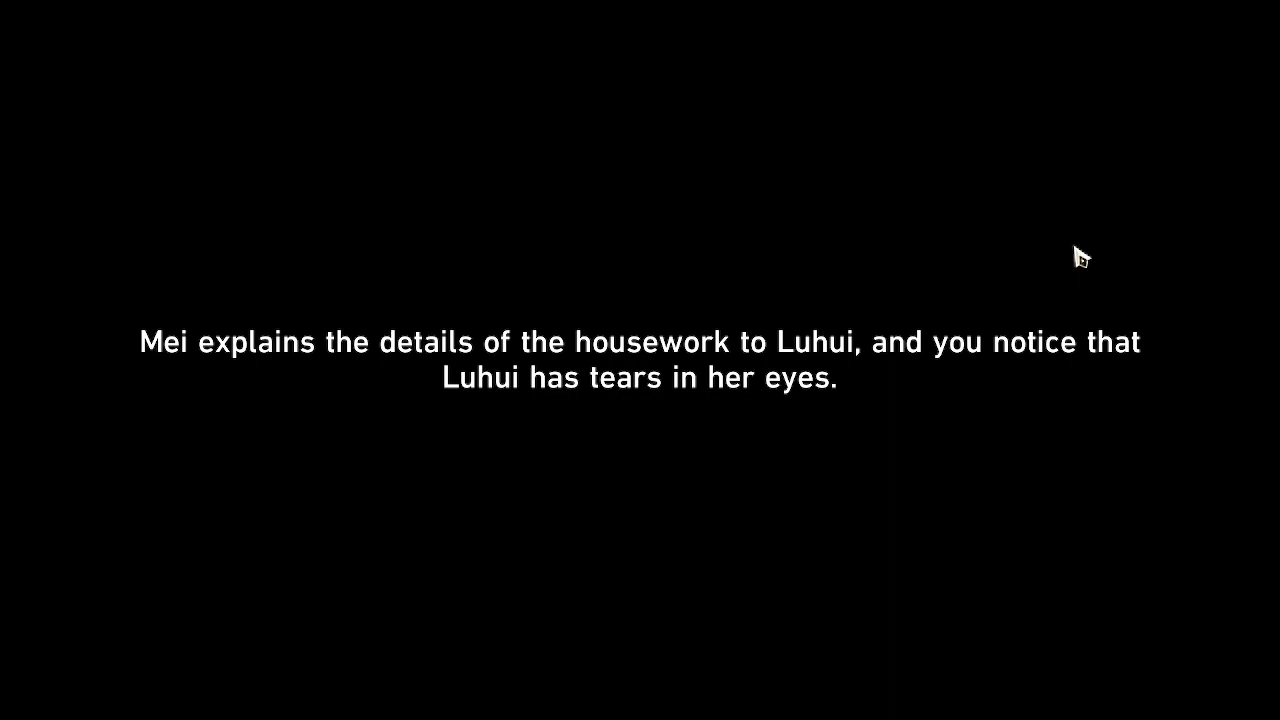 Mei explains the details of the housework to Luhui, and you notice that
Luhui has tears in her eyes.